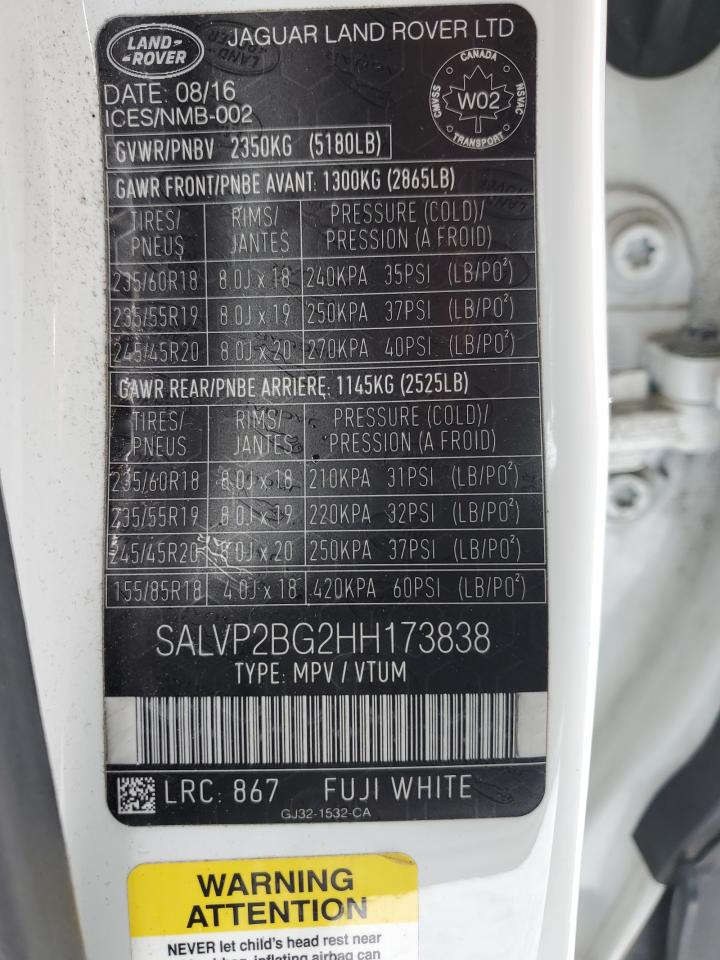 LAND
ROVER
JAGUAR LAND ROVER LTD
DATE: 08/16
ICES/NMB-002
CANADA
CMVSS
W02
NSVAC
TRANSPORT
GVWR/PNBV 2350KG (5180LB)
GAWR FRONT/PNBE AVANT: 1300KG (2865LB)
TIRES/ RIMS/ PRESSURE (COLD)/
PNEUS JANTES PRESSION (A FROID)
235/60R18 8.0J x 18 240KPA 35PSI (LB/PO²)
235/55R19 8.0J x 19 250KPA 37PSI (LB/PO²)
245/45R20 8.0J x 20 270KPA 40PSI (LB/PO²)
GAWR REAR/PNBE ARRIERE: 1145KG (2525LB)
TIRES/ RIMS/ PRESSURE (COLD)/
PNEUS JANTES PRESSION (A FROID)
235/60R18 8.0J x 18 210KPA 31PSI (LB/PO²)
235/55R19 8.0J x 19 220KPA 32PSI (LB/PO²)
245/45R20 8.0J x 20 250KPA 37PSI (LB/PO²)
155/85R18 4.0J x 18 420KPA 60PSI (LB/PO²)
SALVP2BG2HH173838
TYPE: MPV / VTUM
LRC: 867 FUJI WHITE
GJ32-1532-CA
WARNING
ATTENTION
NEVER let child's head rest near
inflating airbag can